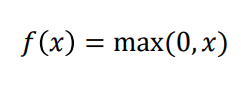 f(x) = max(0, x)